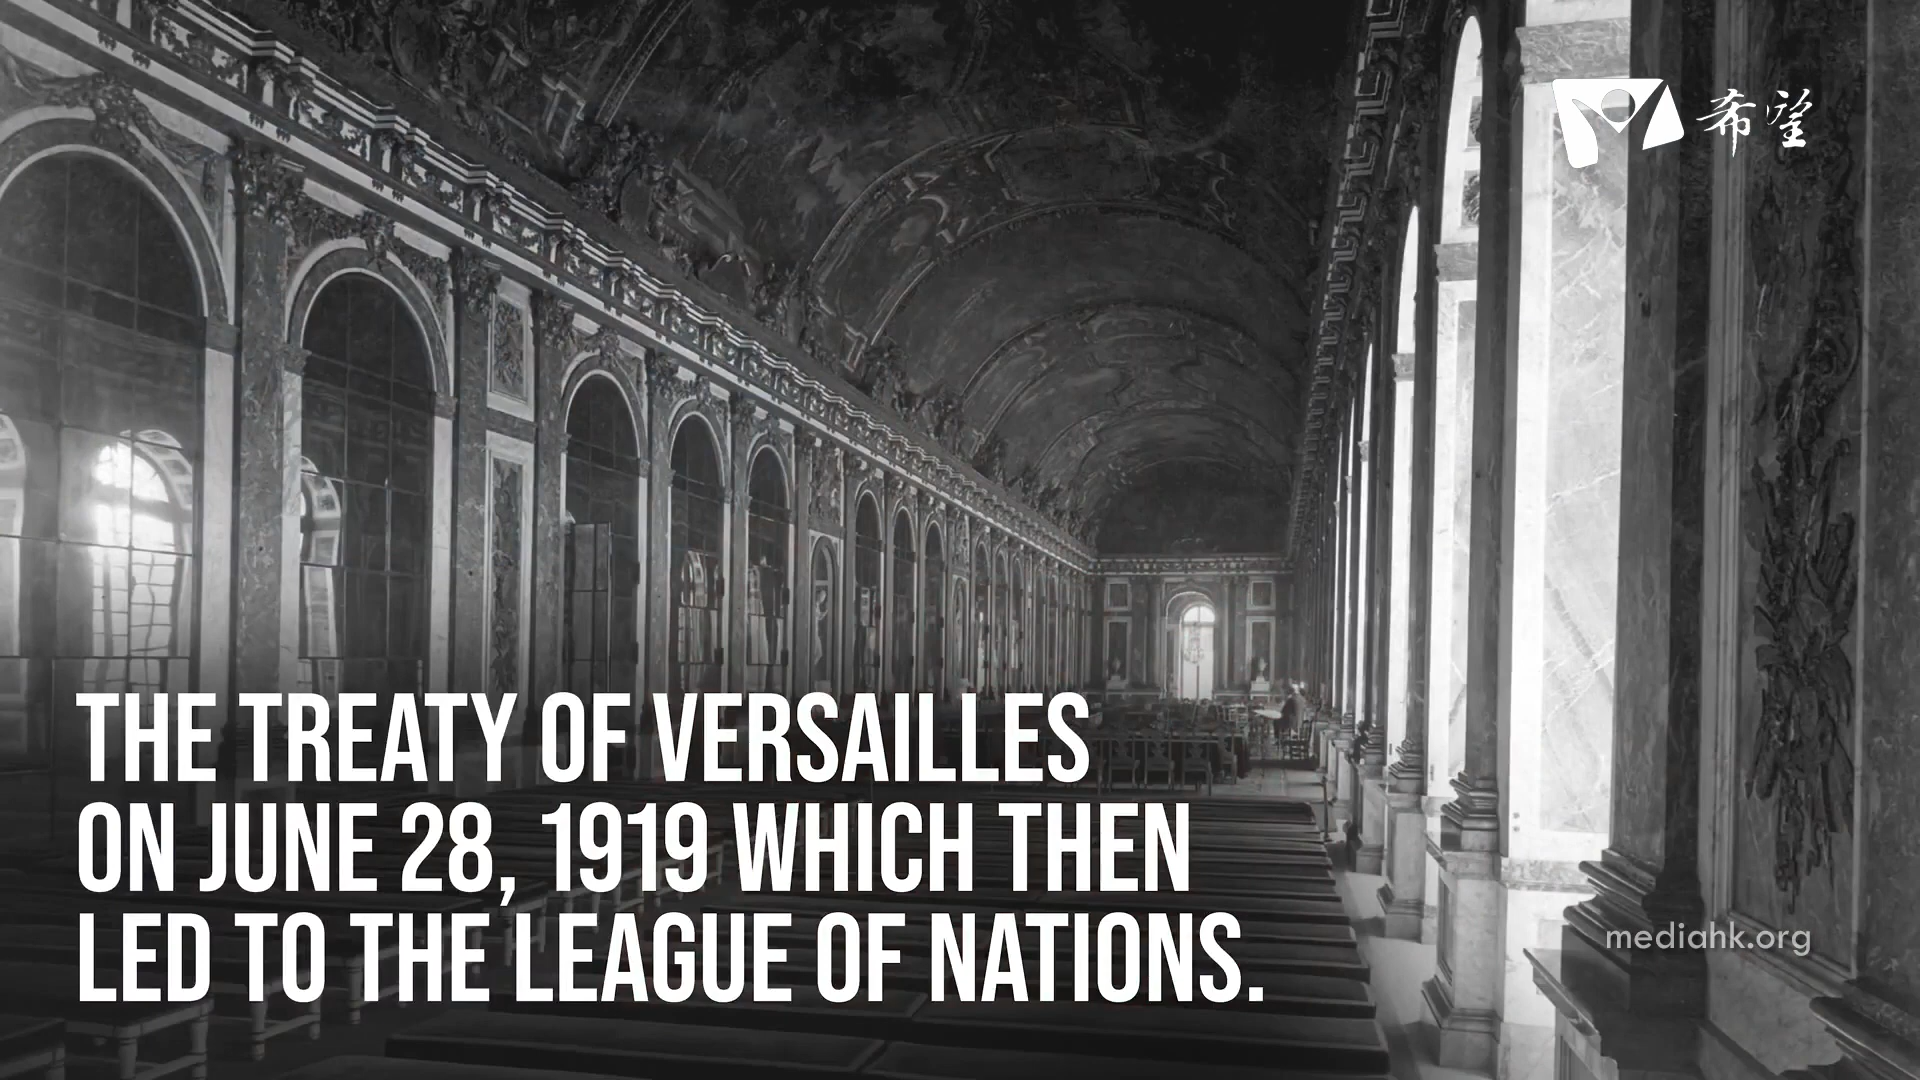 希望
THE TREATY OF VERSAILLES
ON JUNE 28, 1919 WHICH THEN
LED TO THE LEAGUE OF NATIONS.
mediahk.org